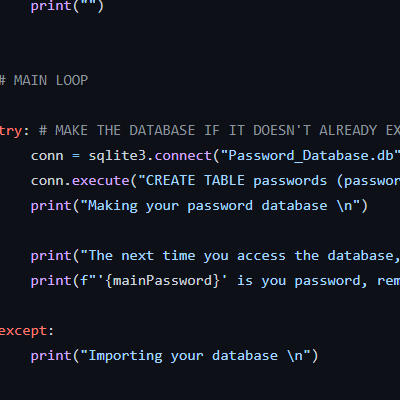 print("")
# MAIN LOOP
try: # MAKE THE DATABASE IF IT DOESN'T ALREADY EX
conn = sqlite3.connect("Password_Database.db"
conn.execute("CREATE TABLE passwords (passwor
print("Making your password database \n")
print("The next time you access the database,
print(f"'{mainPassword}' is you password, rem
except:
print("Importing your database \n")